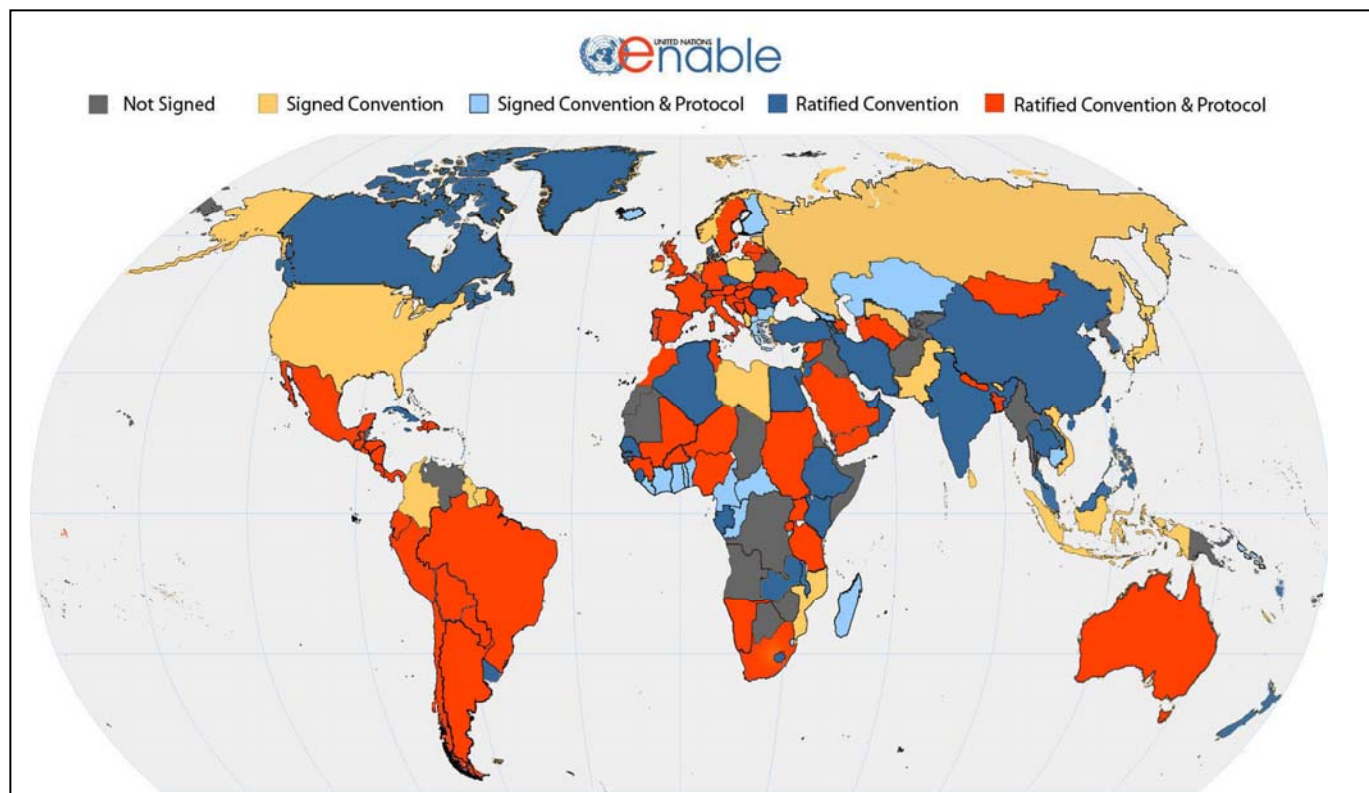 UNITED NATIONS
enable
Not Signed Signed Convention Signed Convention & Protocol Ratified Convention Ratified Convention & Protocol